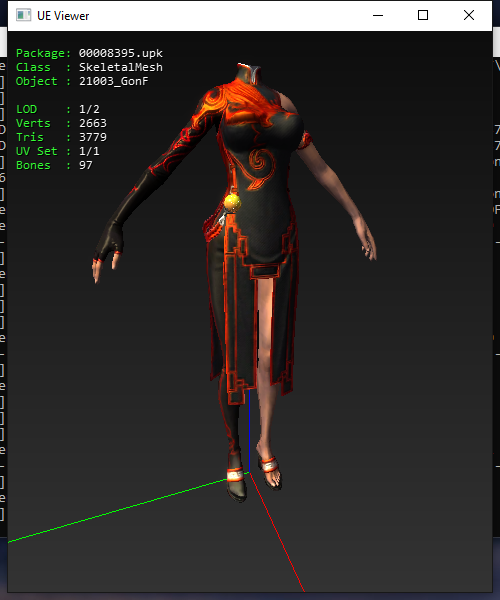 UE Viewer
Package: 00008395.upk
Class  : SkeletalMesh
Object : 21003_GonF
LOD    : 1/2
Verts  : 2663
Tris   : 3779
UV Set : 1/1
Bones  : 97